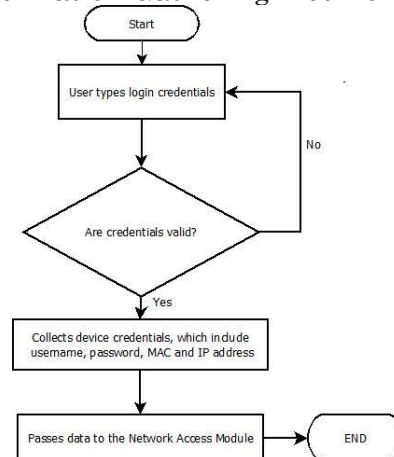 Start
User types login credentials
No
Are credentials valid?
Yes
Collects device credentials, which include
username, password, MAC and IP address
Passes data to the Network Access Module
END